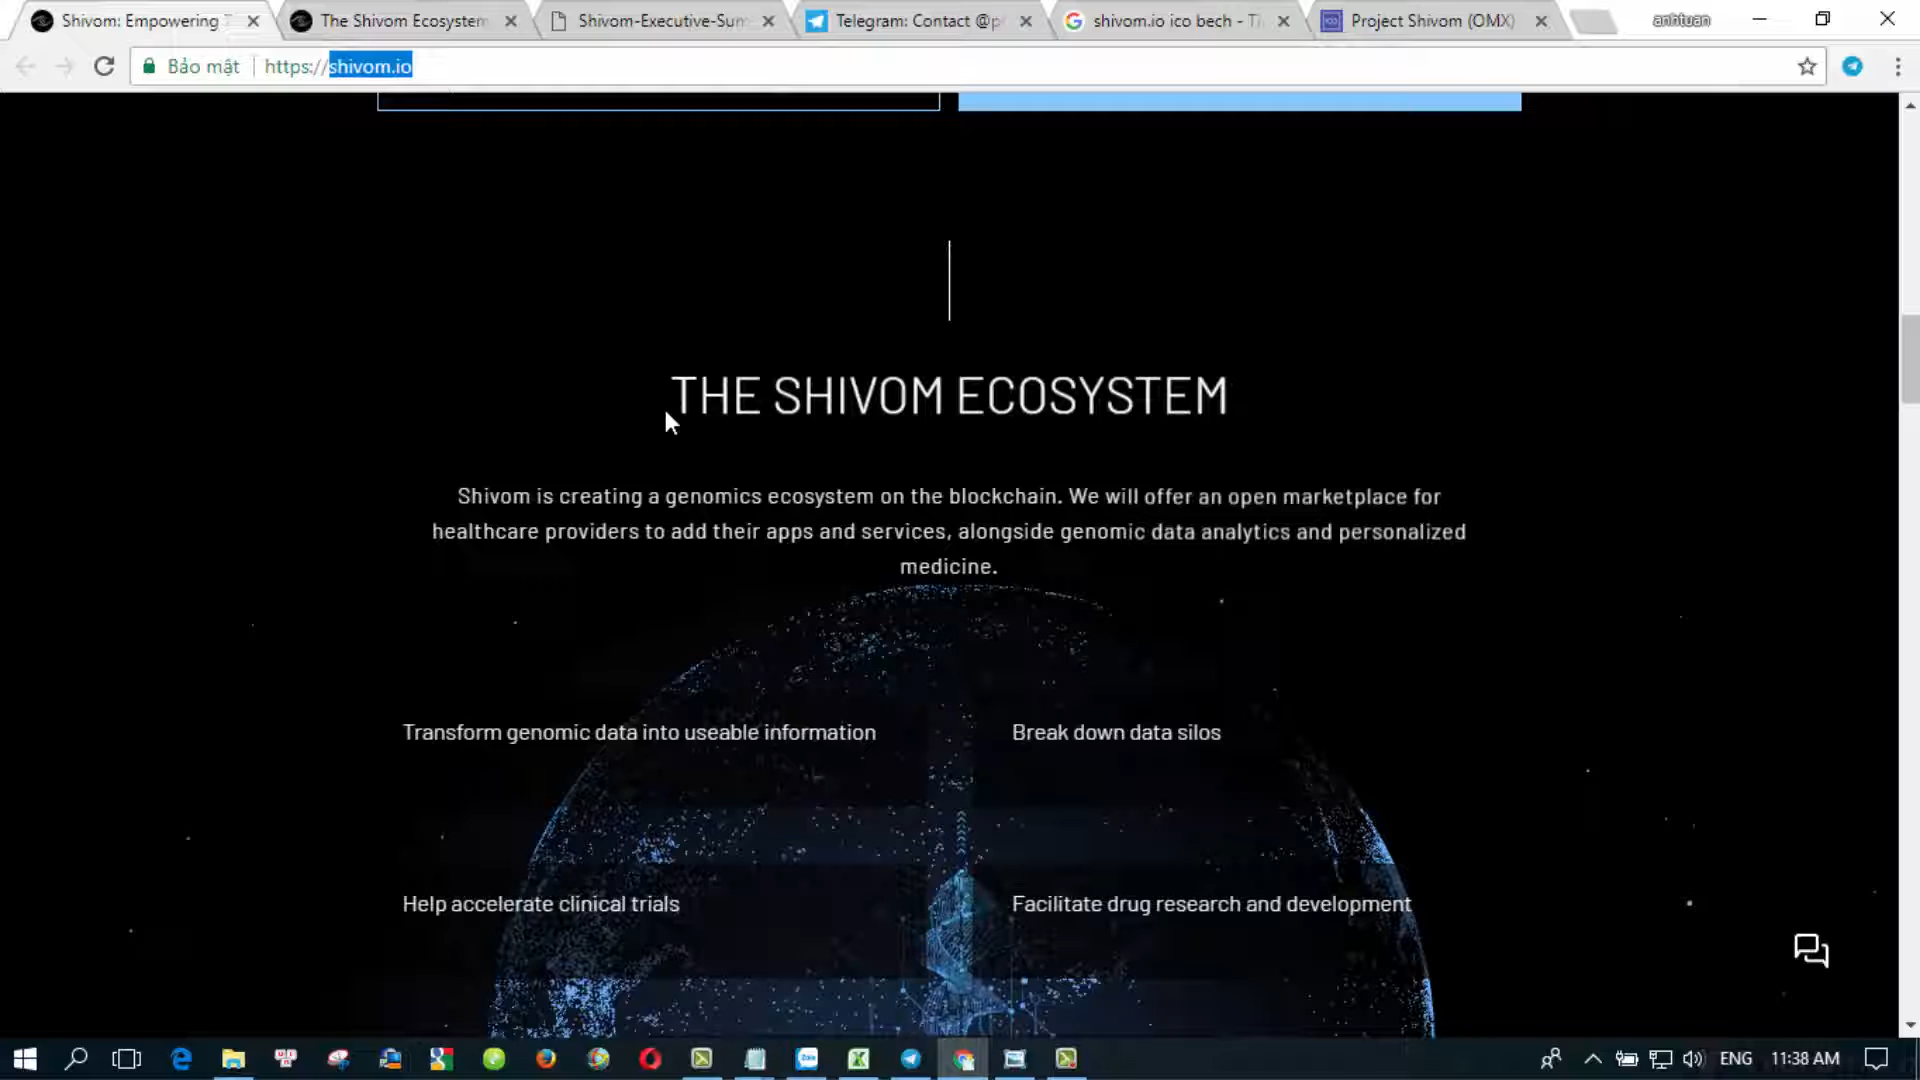 Shivom: Empowering T
The Shivom Ecosystem
Shivom-Executive-Sum
Telegram: Contact @p
shivom.io ico bech - Tì
Project Shivom (OMX)
anhtuan
Bảo mật
https://shivom.io
THE SHIVOM ECOSYSTEM
Shivom is creating a genomics ecosystem on the blockchain. We will offer an open marketplace for
healthcare providers to add their apps and services, alongside genomic data analytics and personalized
medicine.
Transform genomic data into useable information
Break down data silos
Help accelerate clinical trials
Facilitate drug research and development
Zalo
ENG
11:38 AM